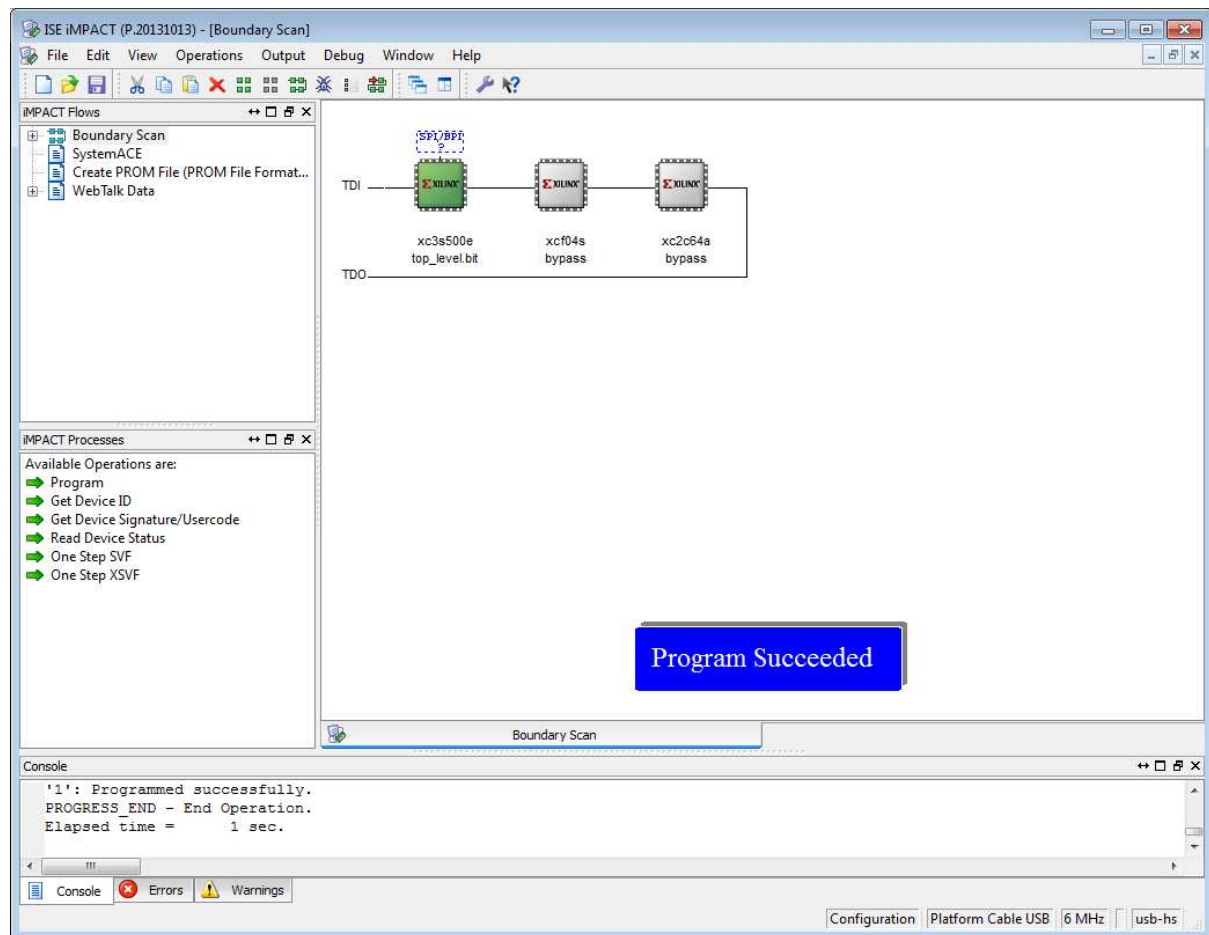 ISE iMPACT (P.20131013) - [Boundary Scan]
File Edit View Operations Output Debug Window Help
iMPACT Flows
Boundary Scan
SystemACE
Create PROM File (PROM File Format...
WebTalk Data
SPI/BPI
?
TDI
XILINX XILINX XILINX
xc3s500e xcf04s xc2c64a
top_level.bit bypass bypass
TDO
iMPACT Processes
Available Operations are:
Program
Get Device ID
Get Device Signature/Usercode
Read Device Status
One Step SVF
One Step XSVF
Program Succeeded
Boundary Scan
Console
'1': Programmed successfully.
PROGRESS_END - End Operation.
Elapsed time = 1 sec.
Console Errors Warnings
Configuration Platform Cable USB 6 MHz usb-hs